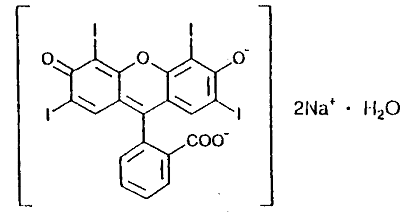 I I
O O O⁻
I I
COO⁻
2Na⁺ · H₂O